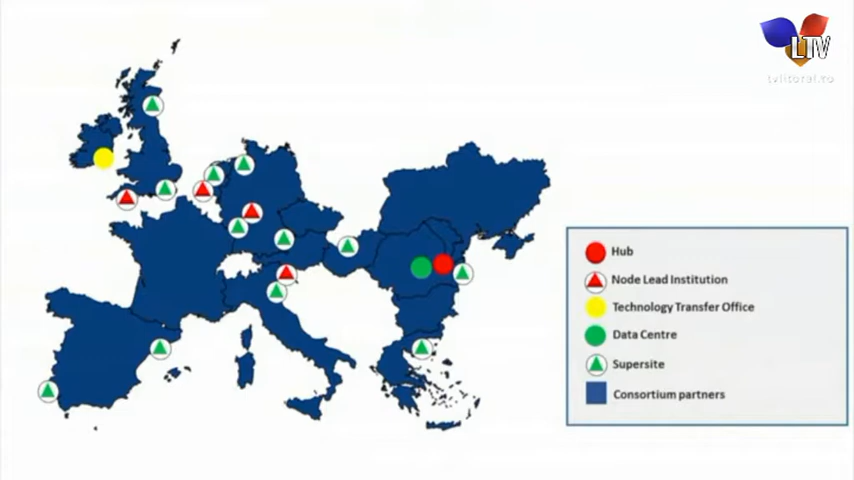 LTV
tvlitoral.ro
Hub
Node Lead Institution
Technology Transfer Office
Data Centre
Supersite
Consortium partners